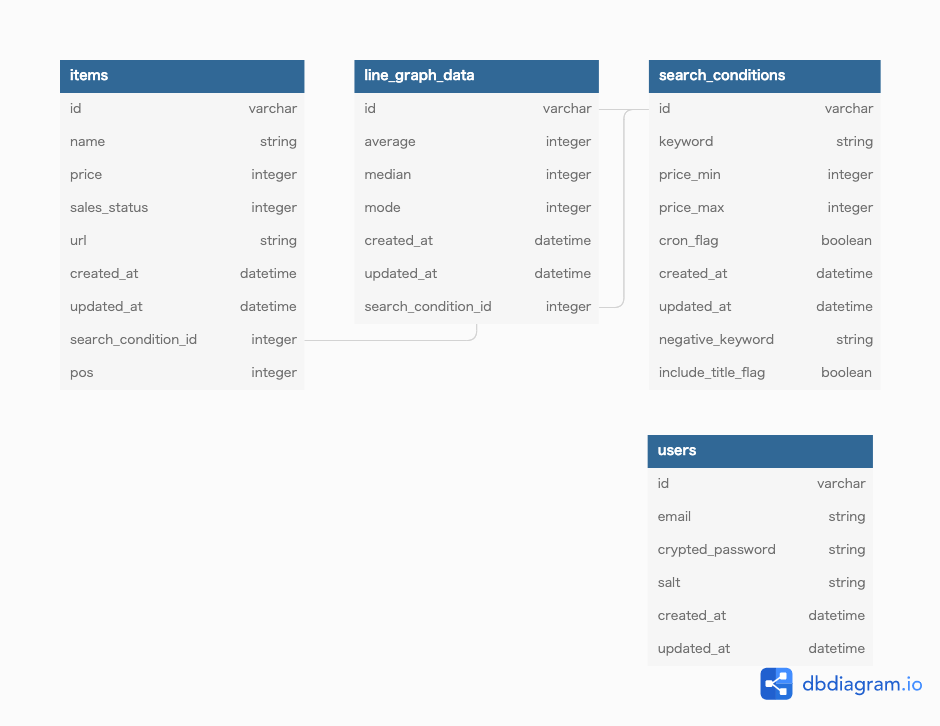 items
id varchar
name string
price integer
sales_status integer
url string
created_at datetime
updated_at datetime
search_condition_id integer
pos integer
line_graph_data
id varchar
average integer
median integer
mode integer
created_at datetime
updated_at datetime
search_condition_id integer
search_conditions
id varchar
keyword string
price_min integer
price_max integer
cron_flag boolean
created_at datetime
updated_at datetime
negative_keyword string
include_title_flag boolean
users
id varchar
email string
crypted_password string
salt string
created_at datetime
updated_at datetime
dbdiagram.io